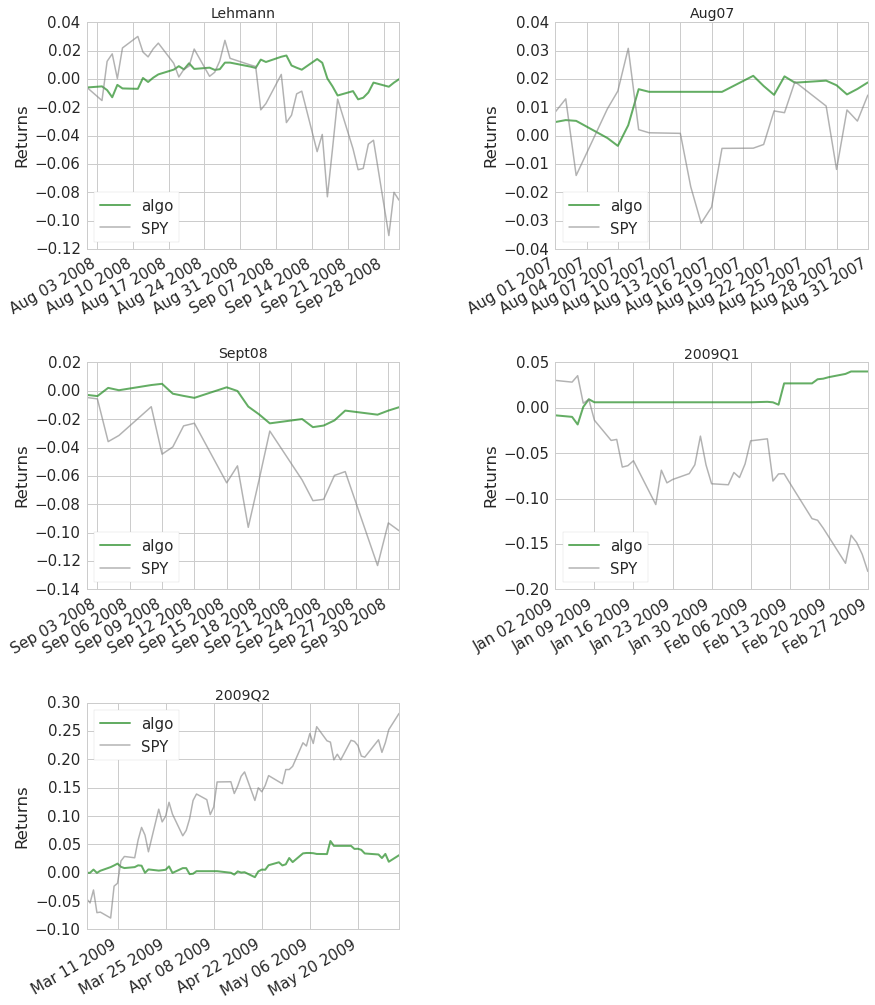 Lehmann
0.04
0.02
0.00
−0.02
−0.04
−0.06
−0.08
−0.10
−0.12
Returns
algo
SPY
Aug 03 2008
Aug 10 2008
Aug 17 2008
Aug 24 2008
Aug 31 2008
Sep 07 2008
Sep 14 2008
Sep 21 2008
Sep 28 2008
Aug07
0.04
0.03
0.02
0.01
0.00
−0.01
−0.02
−0.03
−0.04
Returns
algo
SPY
Aug 01 2007
Aug 04 2007
Aug 07 2007
Aug 10 2007
Aug 13 2007
Aug 16 2007
Aug 19 2007
Aug 22 2007
Aug 25 2007
Aug 28 2007
Aug 31 2007
Sept08
0.02
0.00
−0.02
−0.04
−0.06
−0.08
−0.10
−0.12
−0.14
Returns
algo
SPY
Sep 03 2008
Sep 06 2008
Sep 09 2008
Sep 12 2008
Sep 15 2008
Sep 18 2008
Sep 21 2008
Sep 24 2008
Sep 27 2008
Sep 30 2008
2009Q1
0.05
0.00
−0.05
−0.10
−0.15
−0.20
Returns
algo
SPY
Jan 02 2009
Jan 09 2009
Jan 16 2009
Jan 23 2009
Jan 30 2009
Feb 06 2009
Feb 13 2009
Feb 20 2009
Feb 27 2009
2009Q2
0.30
0.25
0.20
0.15
0.10
0.05
0.00
−0.05
−0.10
Returns
algo
SPY
Mar 11 2009
Mar 25 2009
Apr 08 2009
Apr 22 2009
May 06 2009
May 20 2009